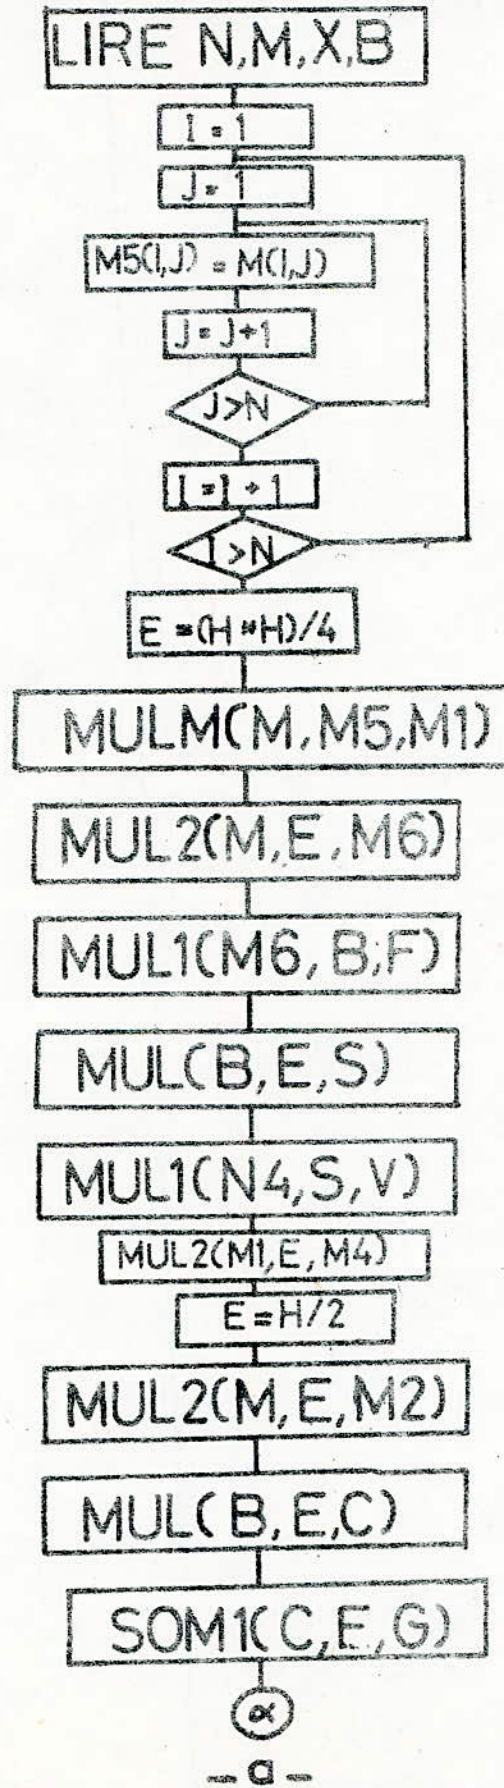 LIRE N,M,X,B
I = 1
J = 1
M5(I,J) = M(I,J)
J = J+1
J>N
I = I + 1
I>N
E = (H * H)/4
MULM(M, M5,M1)
MUL2(M,E,M6)
MUL1(M6,B,F)
MUL(B,E,S)
MUL1(N4,S,V)
MUL2(M1,E,M4)
E = H/2
MUL2(M,E,M2)
MUL(B,E,C)
SOM1(C,E,G)
α
_ a _